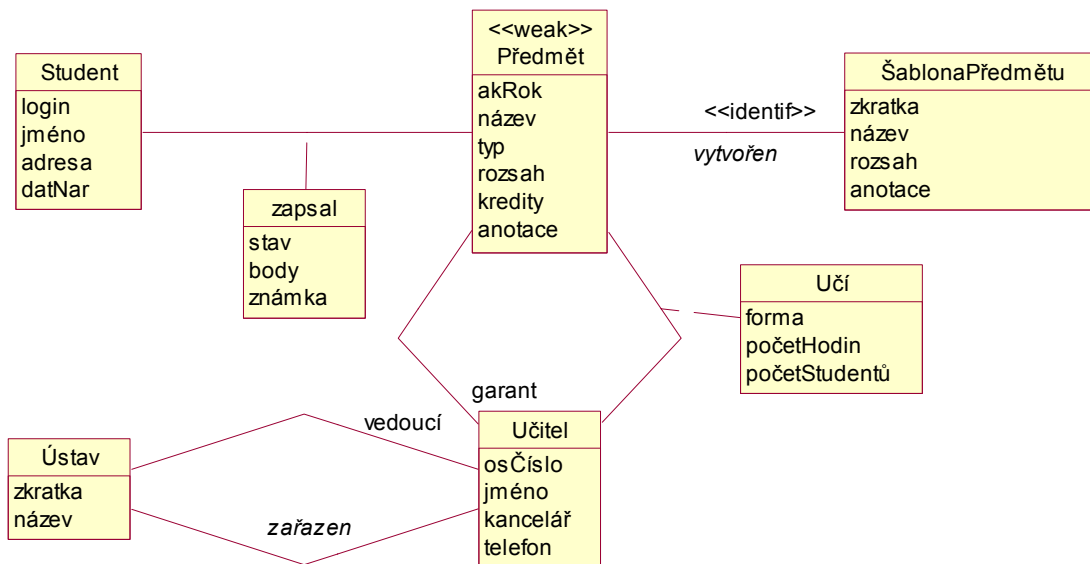 Student
login
jméno
adresa
datNar
<<weak>>
Předmět
akRok
název
typ
rozsah
kredity
anotace
<<identif>>
vytvořen
ŠablonaPředmětu
zkratka
název
rozsah
anotace
zapsal
stav
body
známka
Učí
forma
početHodin
početStudentů
garant
vedoucí
Učitel
osČíslo
jméno
kancelář
telefon
Ústav
zkratka
název
zařazen